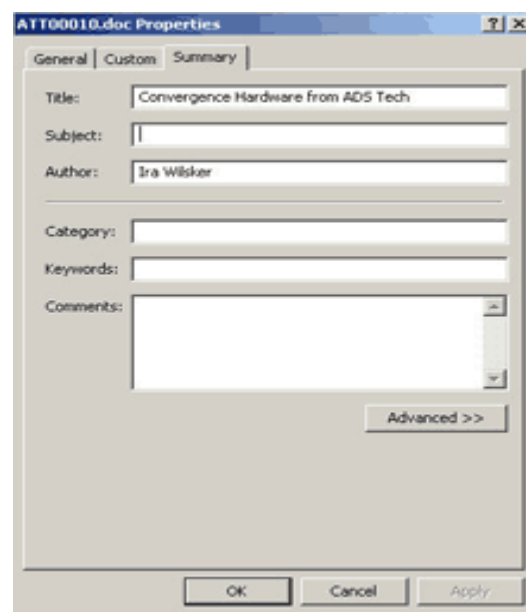 ATT00010.doc Properties
General Custom Summary
Title: Convergence Hardware from ADS Tech
Subject:
Author: Ira Wilsker
Category:
Keywords:
Comments:
Advanced >>
OK Cancel Apply